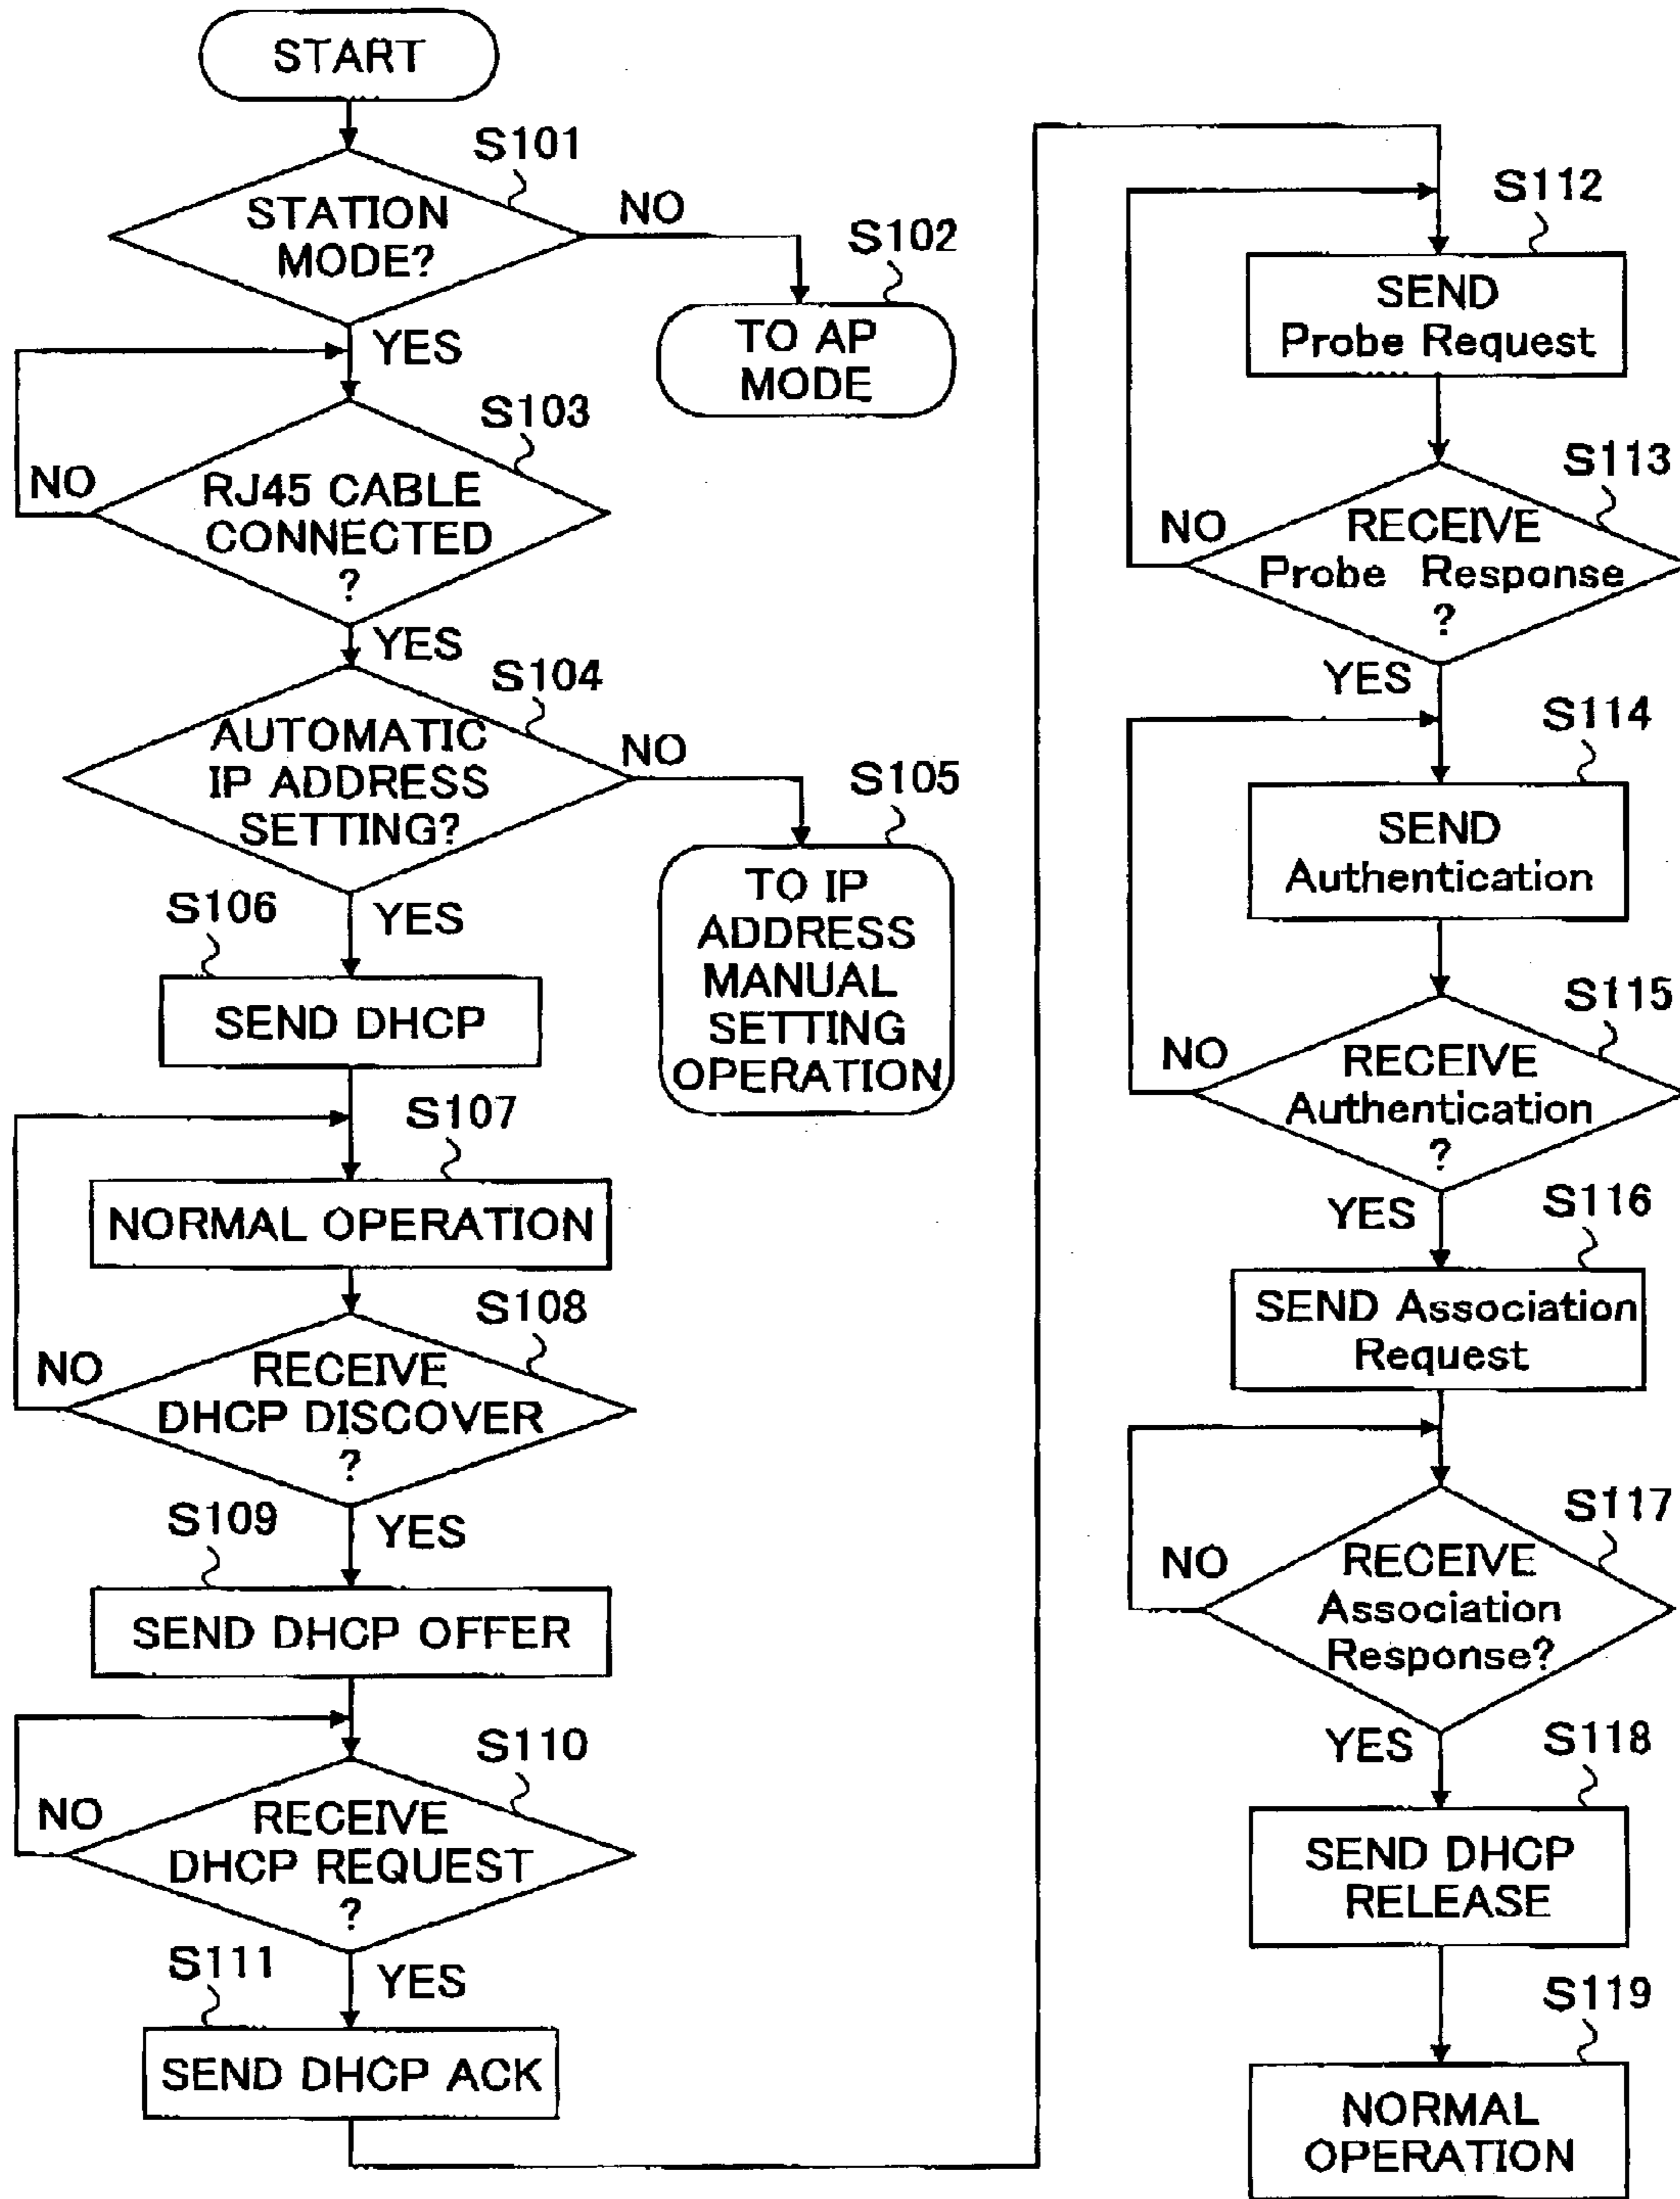 START
S101
STATION
MODE?
NO
S102
TO AP
MODE
YES
S103
NO
RJ45 CABLE
CONNECTED
?
YES
S104
AUTOMATIC
IP ADDRESS
SETTING?
NO
S105
TO IP
ADDRESS
MANUAL
SETTING
OPERATION
S106
YES
SEND DHCP
S107
NORMAL OPERATION
S108
NO
RECEIVE
DHCP DISCOVER
?
S109
YES
SEND DHCP OFFER
S110
NO
RECEIVE
DHCP REQUEST
?
S111
YES
SEND DHCP ACK
S112
SEND
Probe Request
S113
NO
RECEIVE
Probe Response
?
YES
S114
SEND
Authentication
S115
NO
RECEIVE
Authentication
?
YES
S116
SEND Association
Request
S117
NO
RECEIVE
Association
Response?
YES
S118
SEND DHCP
RELEASE
S119
NORMAL
OPERATION